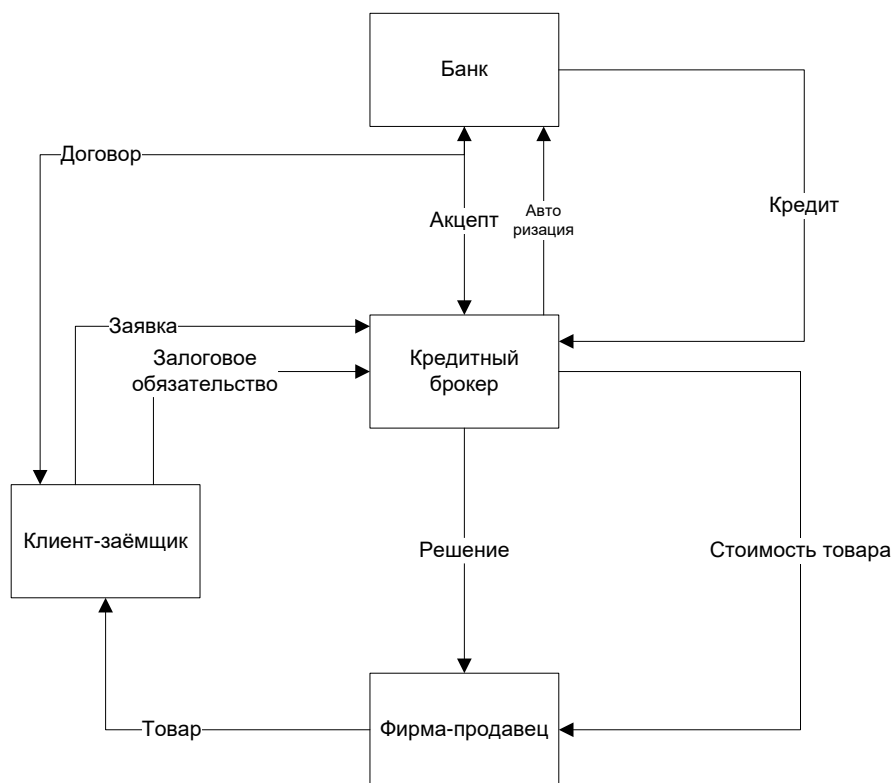 Банк
Договор
Акцепт
Авто
ризация
Кредит
Заявка
Залоговое
обязательство
Кредитный
брокер
Клиент-заёмщик
Решение
Стоимость товара
Товар
Фирма-продавец